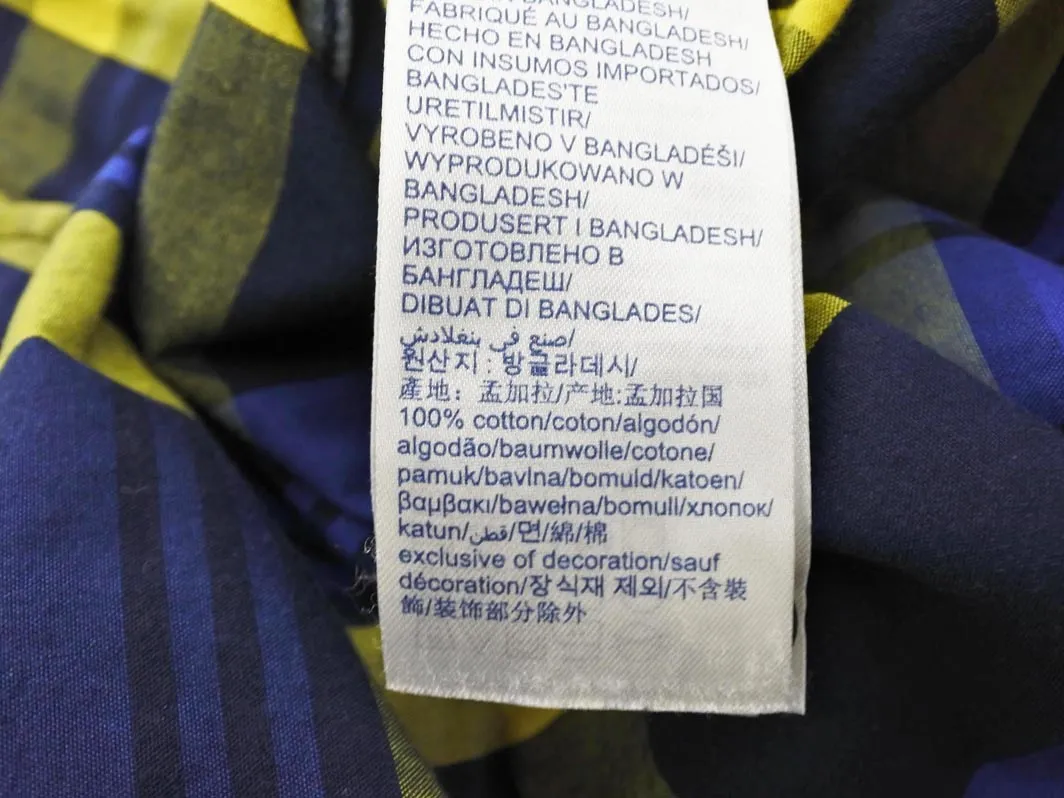 BANGLADESH/
FABRIQUÉ AU BANGLADESH/
HECHO EN BANGLADESH
CON INSUMOS IMPORTADOS/
BANGLADES'TE
URETILMISTIR/
VYROBENO V BANGLADÉŠI/
WYPRODUKOWANO W
BANGLADESH/
PRODUSERT I BANGLADESH/
ИЗГОТОВЛЕНО В
БАНГЛАДЕШ/
DIBUAT DI BANGLADES/
صنع في بنغلادش/
원산지 : 방글라데시/
產地：孟加拉/产地:孟加拉国
100% cotton/coton/algodón/
algodão/baumwolle/cotone/
pamuk/bavlna/bomuld/katoen/
βαμβακι/bawełna/bomull/хлопок/
katun/قطن/면/綿/棉
exclusive of decoration/sauf
décoration/장식재 제외/不含裝
飾/装饰部分除外